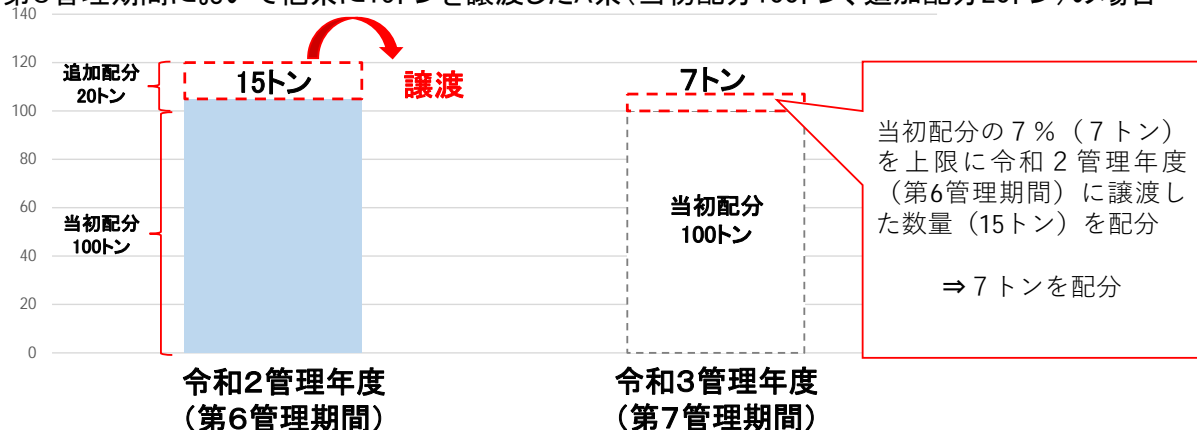 140
120
100
80
60
40
20
0
追加配分
20トン
当初配分
100トン
15トン
譲渡
7トン
当初配分
100トン
当初配分の７％（７トン）
を上限に令和２管理年度
（第6管理期間）に譲渡し
た数量（15トン）を配分
⇒７トンを配分
令和２管理年度
（第６管理期間）
令和３管理年度
（第７管理期間）